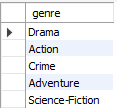 genre
Drama
Action
Crime
Adventure
Science-Fiction